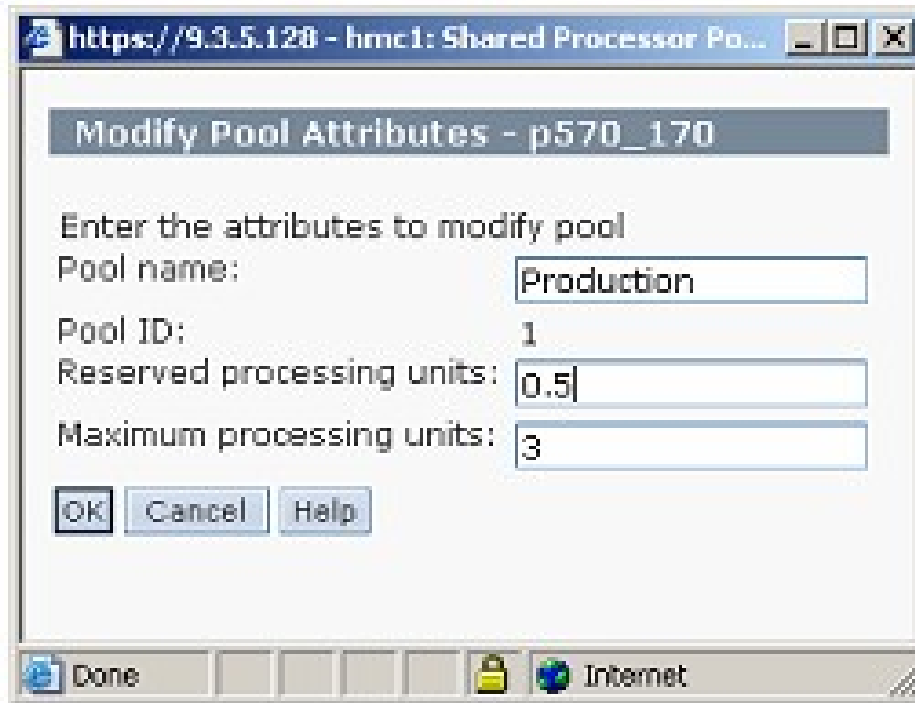 https://9.3.5.128 - hmc1: Shared Processor Po...
Modify Pool Attributes - p570_170
Enter the attributes to modify pool
Pool name: Production
Pool ID: 1
Reserved processing units: 0.5
Maximum processing units: 3
OK Cancel Help
Done Internet